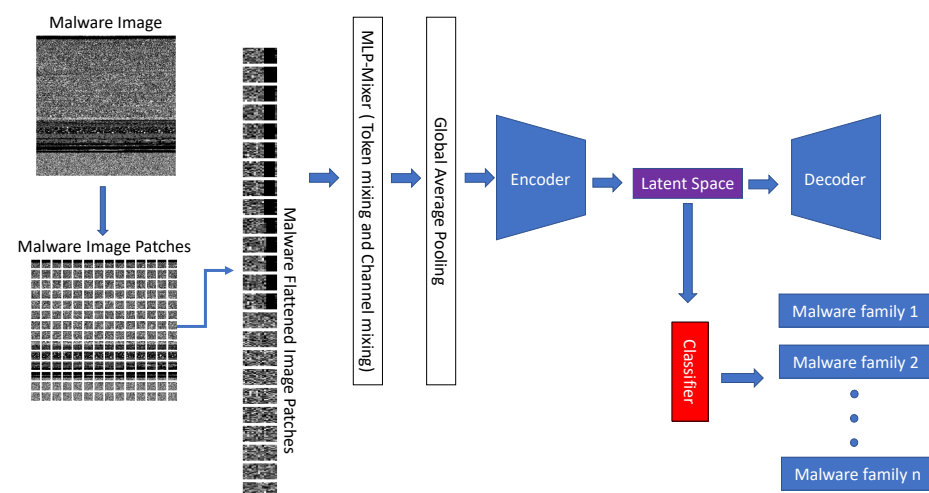 Malware Image
Malware Image Patches
Malware Flattened Image Patches
MLP-Mixer ( Token mixing and Channel mixing)
Global Average Pooling
Encoder
Latent Space
Decoder
Classifier
Malware family 1
Malware family 2
Malware family n